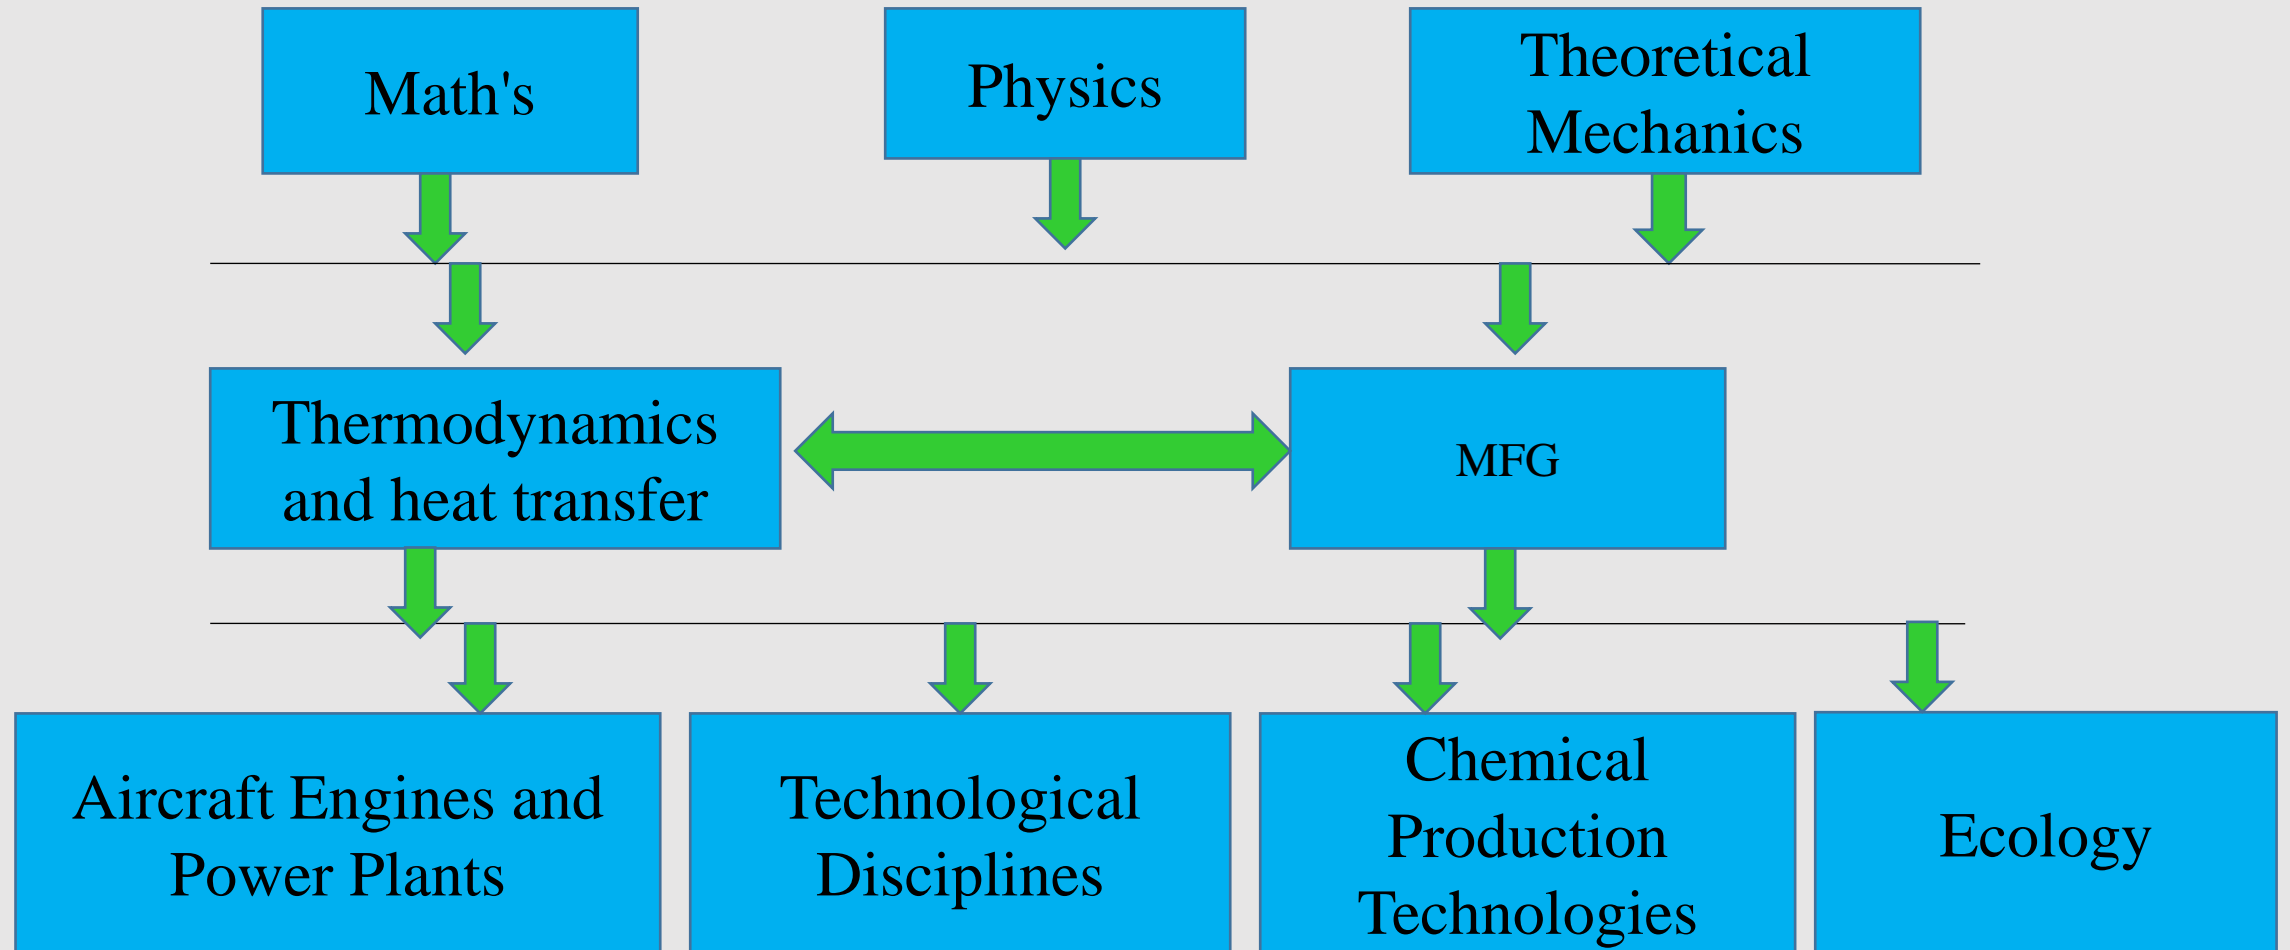 Math's
Physics
Theoretical
Mechanics
Thermodynamics
and heat transfer
MFG
Aircraft Engines and
Power Plants
Technological
Disciplines
Chemical
Production
Technologies
Ecology